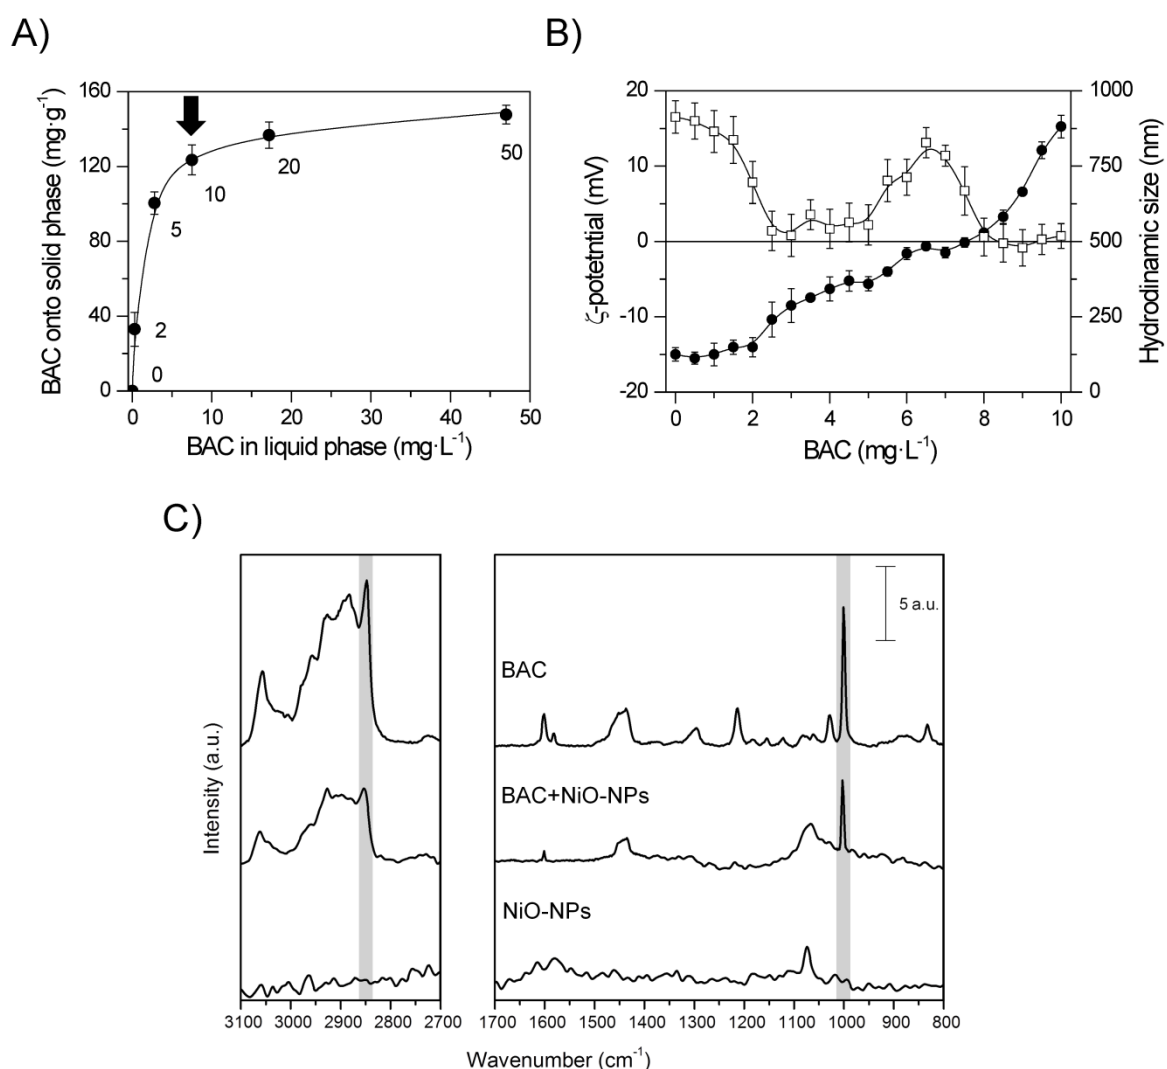 A)
BAC onto solid phase (mg·g-1)
160
120
80
40
0
0
2
5
10
20
50
0 10 20 30 40 50
BAC in liquid phase (mg·L-1)
B)
ζ-potetntial (mV)
20
10
0
-10
-20
1000
750
500
250
0
Hydrodinamic size (nm)
0 2 4 6 8 10
BAC (mg·L-1)
C)
Intensity (a.u.)
5 a.u.
BAC
BAC+NiO-NPs
NiO-NPs
3100 3000 2900 2800 2700
1700 1600 1500 1400 1300 1200 1100 1000 900 800
Wavenumber (cm-1)